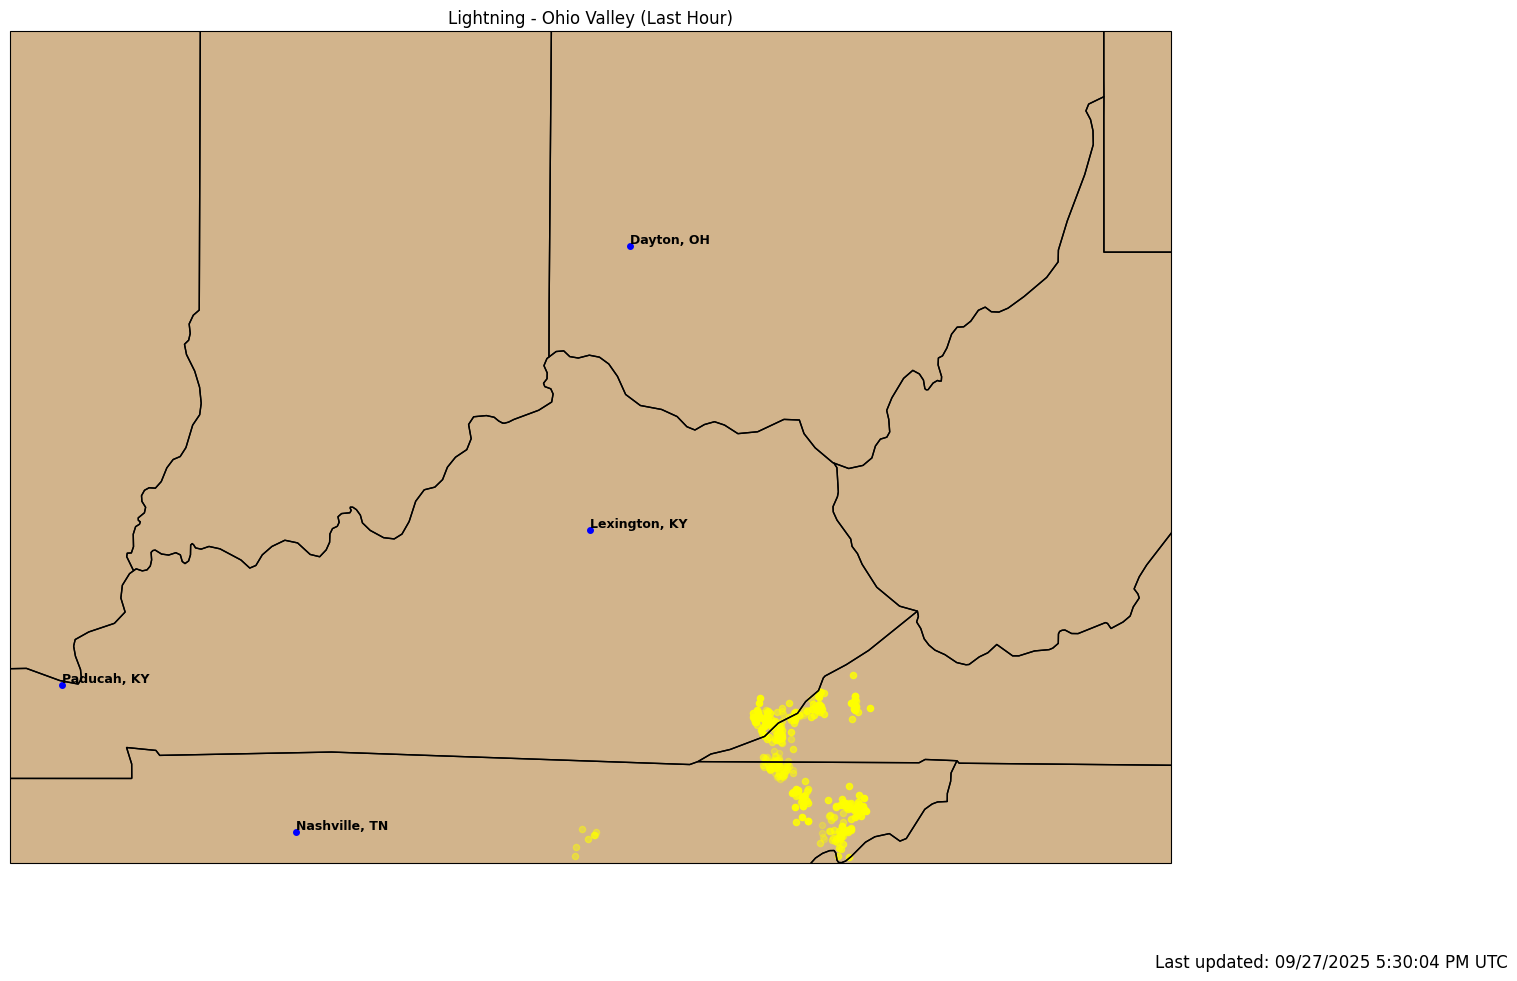 Lightning - Ohio Valley (Last Hour)
Dayton, OH
Lexington, KY
Paducah, KY
Nashville, TN
Last updated: 09/27/2025 5:30:04 PM UTC